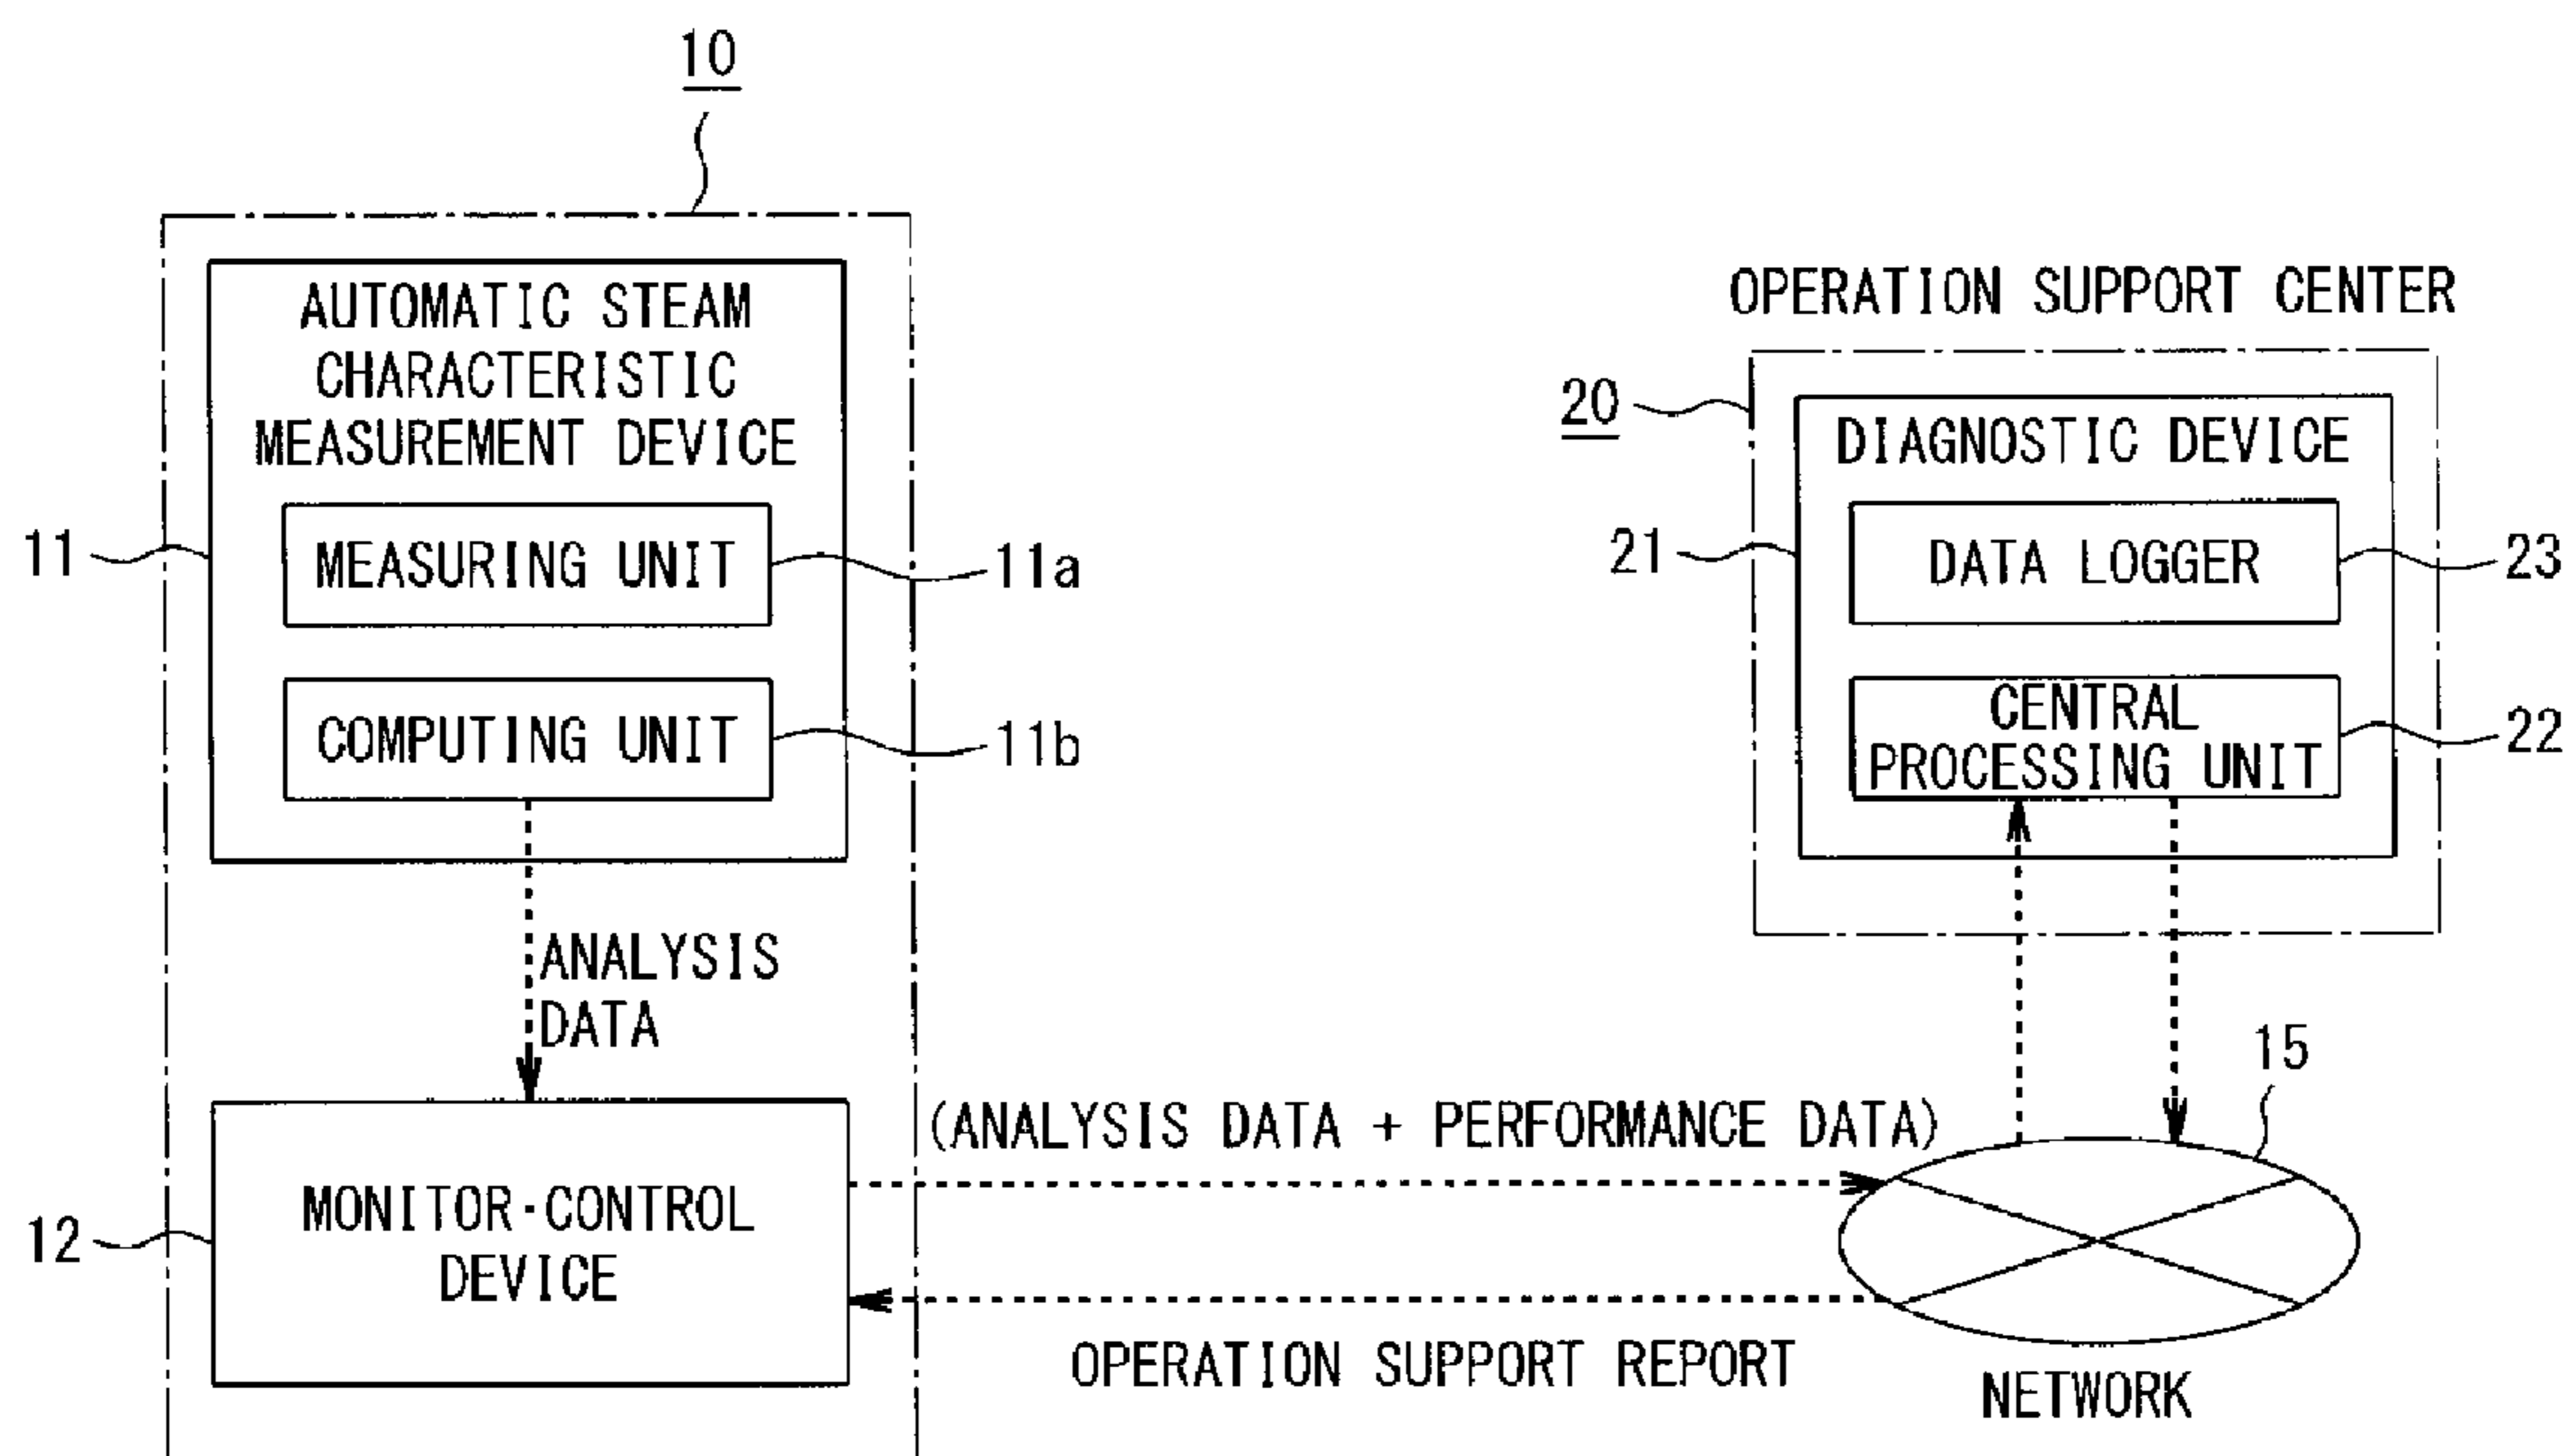 10
AUTOMATIC STEAM
CHARACTERISTIC
MEASUREMENT DEVICE
11
MEASURING UNIT
11a
COMPUTING UNIT
11b
ANALYSIS
DATA
12
MONITOR·CONTROL
DEVICE
(ANALYSIS DATA + PERFORMANCE DATA)
OPERATION SUPPORT REPORT
OPERATION SUPPORT CENTER
20
DIAGNOSTIC DEVICE
21
DATA LOGGER
23
CENTRAL
PROCESSING UNIT
22
15
NETWORK